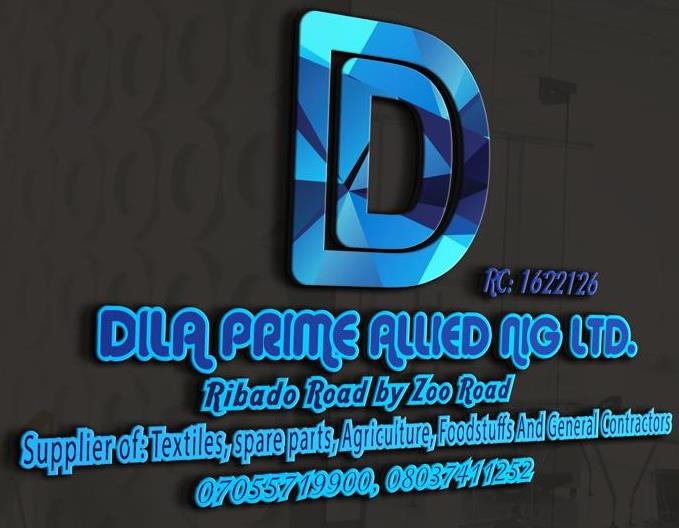 D
RC: 1622126
DILA PRIME ALLIED NIG LTD.
Ribado Road by Zoo Road
Supplier of: Textiles, spare parts, Agriculture, Foodstuffs And General Contractors
07055719900, 08037411252